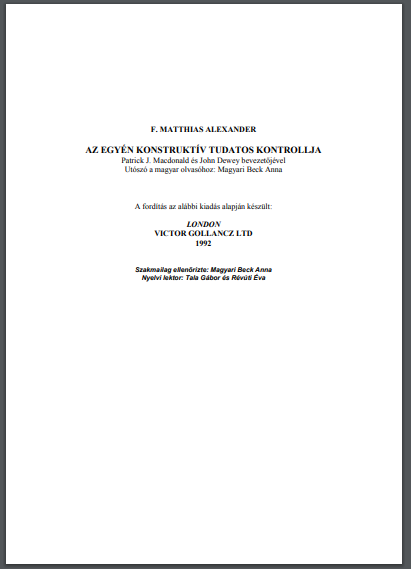 F. MATTHIAS ALEXANDER
AZ EGYÉN KONSTRUKTÍV TUDATOS KONTROLLJA
Patrick J. Macdonald és John Dewey bevezetőjével
Utószó a magyar olvasóhoz: Magyari Beck Anna
A fordítás az alábbi kiadás alapján készült:
LONDON
VICTOR GOLLANCZ LTD
1992
Szakmailag ellenőrizte: Magyari Beck Anna
Nyelvi lektor: Tala Gábor és Révúti Éva